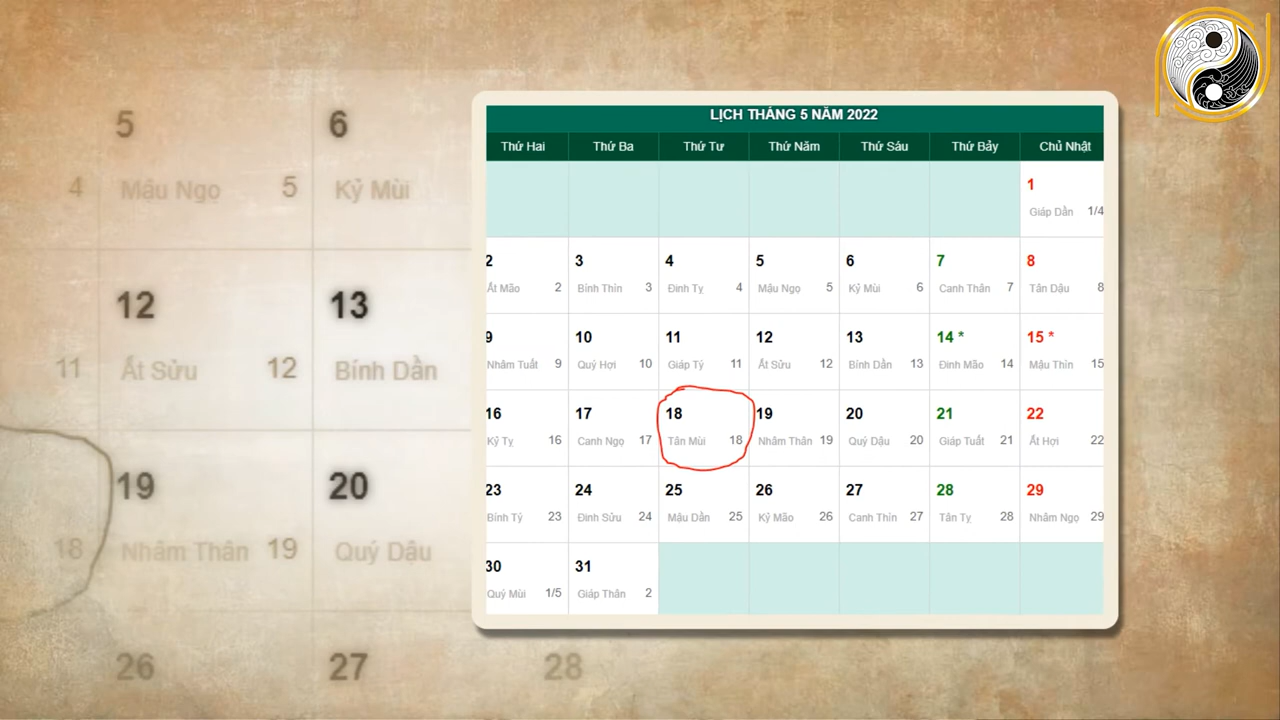 LỊCH THÁNG 5 NĂM 2022
Thứ Hai Thứ Ba Thứ Tư Thứ Năm Thứ Sáu Thứ Bảy Chủ Nhật
1
Giáp Dần 1/4
2 3 4 5 6 7 8
Ất Mão 2 Bính Thìn 3 Đinh Tỵ 4 Mậu Ngọ 5 Kỷ Mùi 6 Canh Thân 7 Tân Dậu 8
9 10 11 12 13 14 * 15 *
Nhâm Tuất 9 Quý Hợi 10 Giáp Tý 11 Ất Sửu 12 Bính Dần 13 Đinh Mão 14 Mậu Thìn 15
16 17 18 19 20 21 22
Kỷ Tỵ 16 Canh Ngọ 17 Tân Mùi 18 Nhâm Thân 19 Quý Dậu 20 Giáp Tuất 21 Ất Hợi 22
23 24 25 26 27 28 29
Bính Tý 23 Đinh Sửu 24 Mậu Dần 25 Kỷ Mão 26 Canh Thìn 27 Tân Tỵ 28 Nhâm Ngọ 29
30 31
Quý Mùi 1/5 Giáp Thân 2
5 6
4 Mậu Ngọ 5 Kỷ Mùi
12 13
11 Ất Sửu 12 Bính Dần
19 20
18 Nhâm Thân 19 Quý Dậu
26 27 28